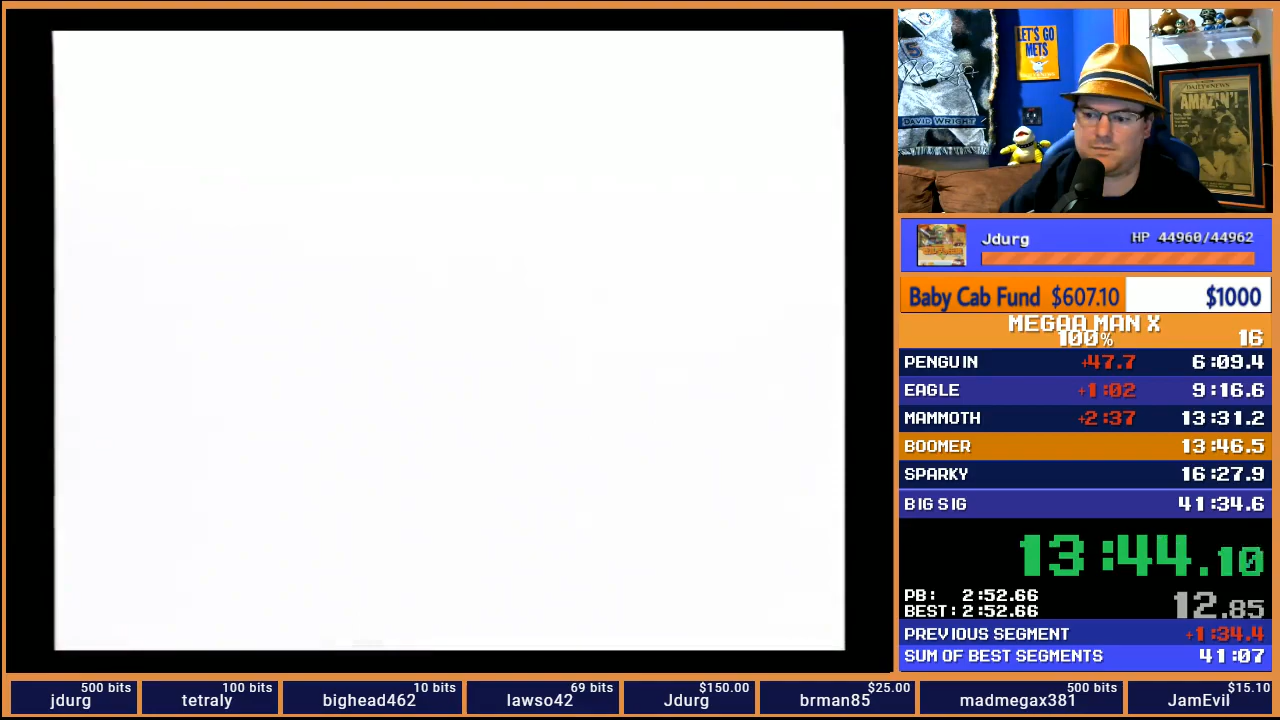 LET'S GO
METS
DAVID WRIGHT
DAILY NEWS
AMAZIN'!
Jdurg
HP 44960/44962
Baby Cab Fund $607.10
$1000
MEGAA MAN X
100%
16
PENGUIN +47.7 6:09.4
EAGLE +1:02 9:16.6
MAMMOTH +2:37 13:31.2
BOOMER 13:46.5
SPARKY 16:27.9
BIG SIG 41:34.6
13:44.10
PB: 2:52.66
BEST: 2:52.66
12.85
PREVIOUS SEGMENT +1:34.4
SUM OF BEST SEGMENTS 41:07
500 bits
jdurg
100 bits
tetraly
10 bits
bighead462
69 bits
lawso42
$150.00
Jdurg
$25.00
brman85
500 bits
madmegax381
$15.10
JamEvil